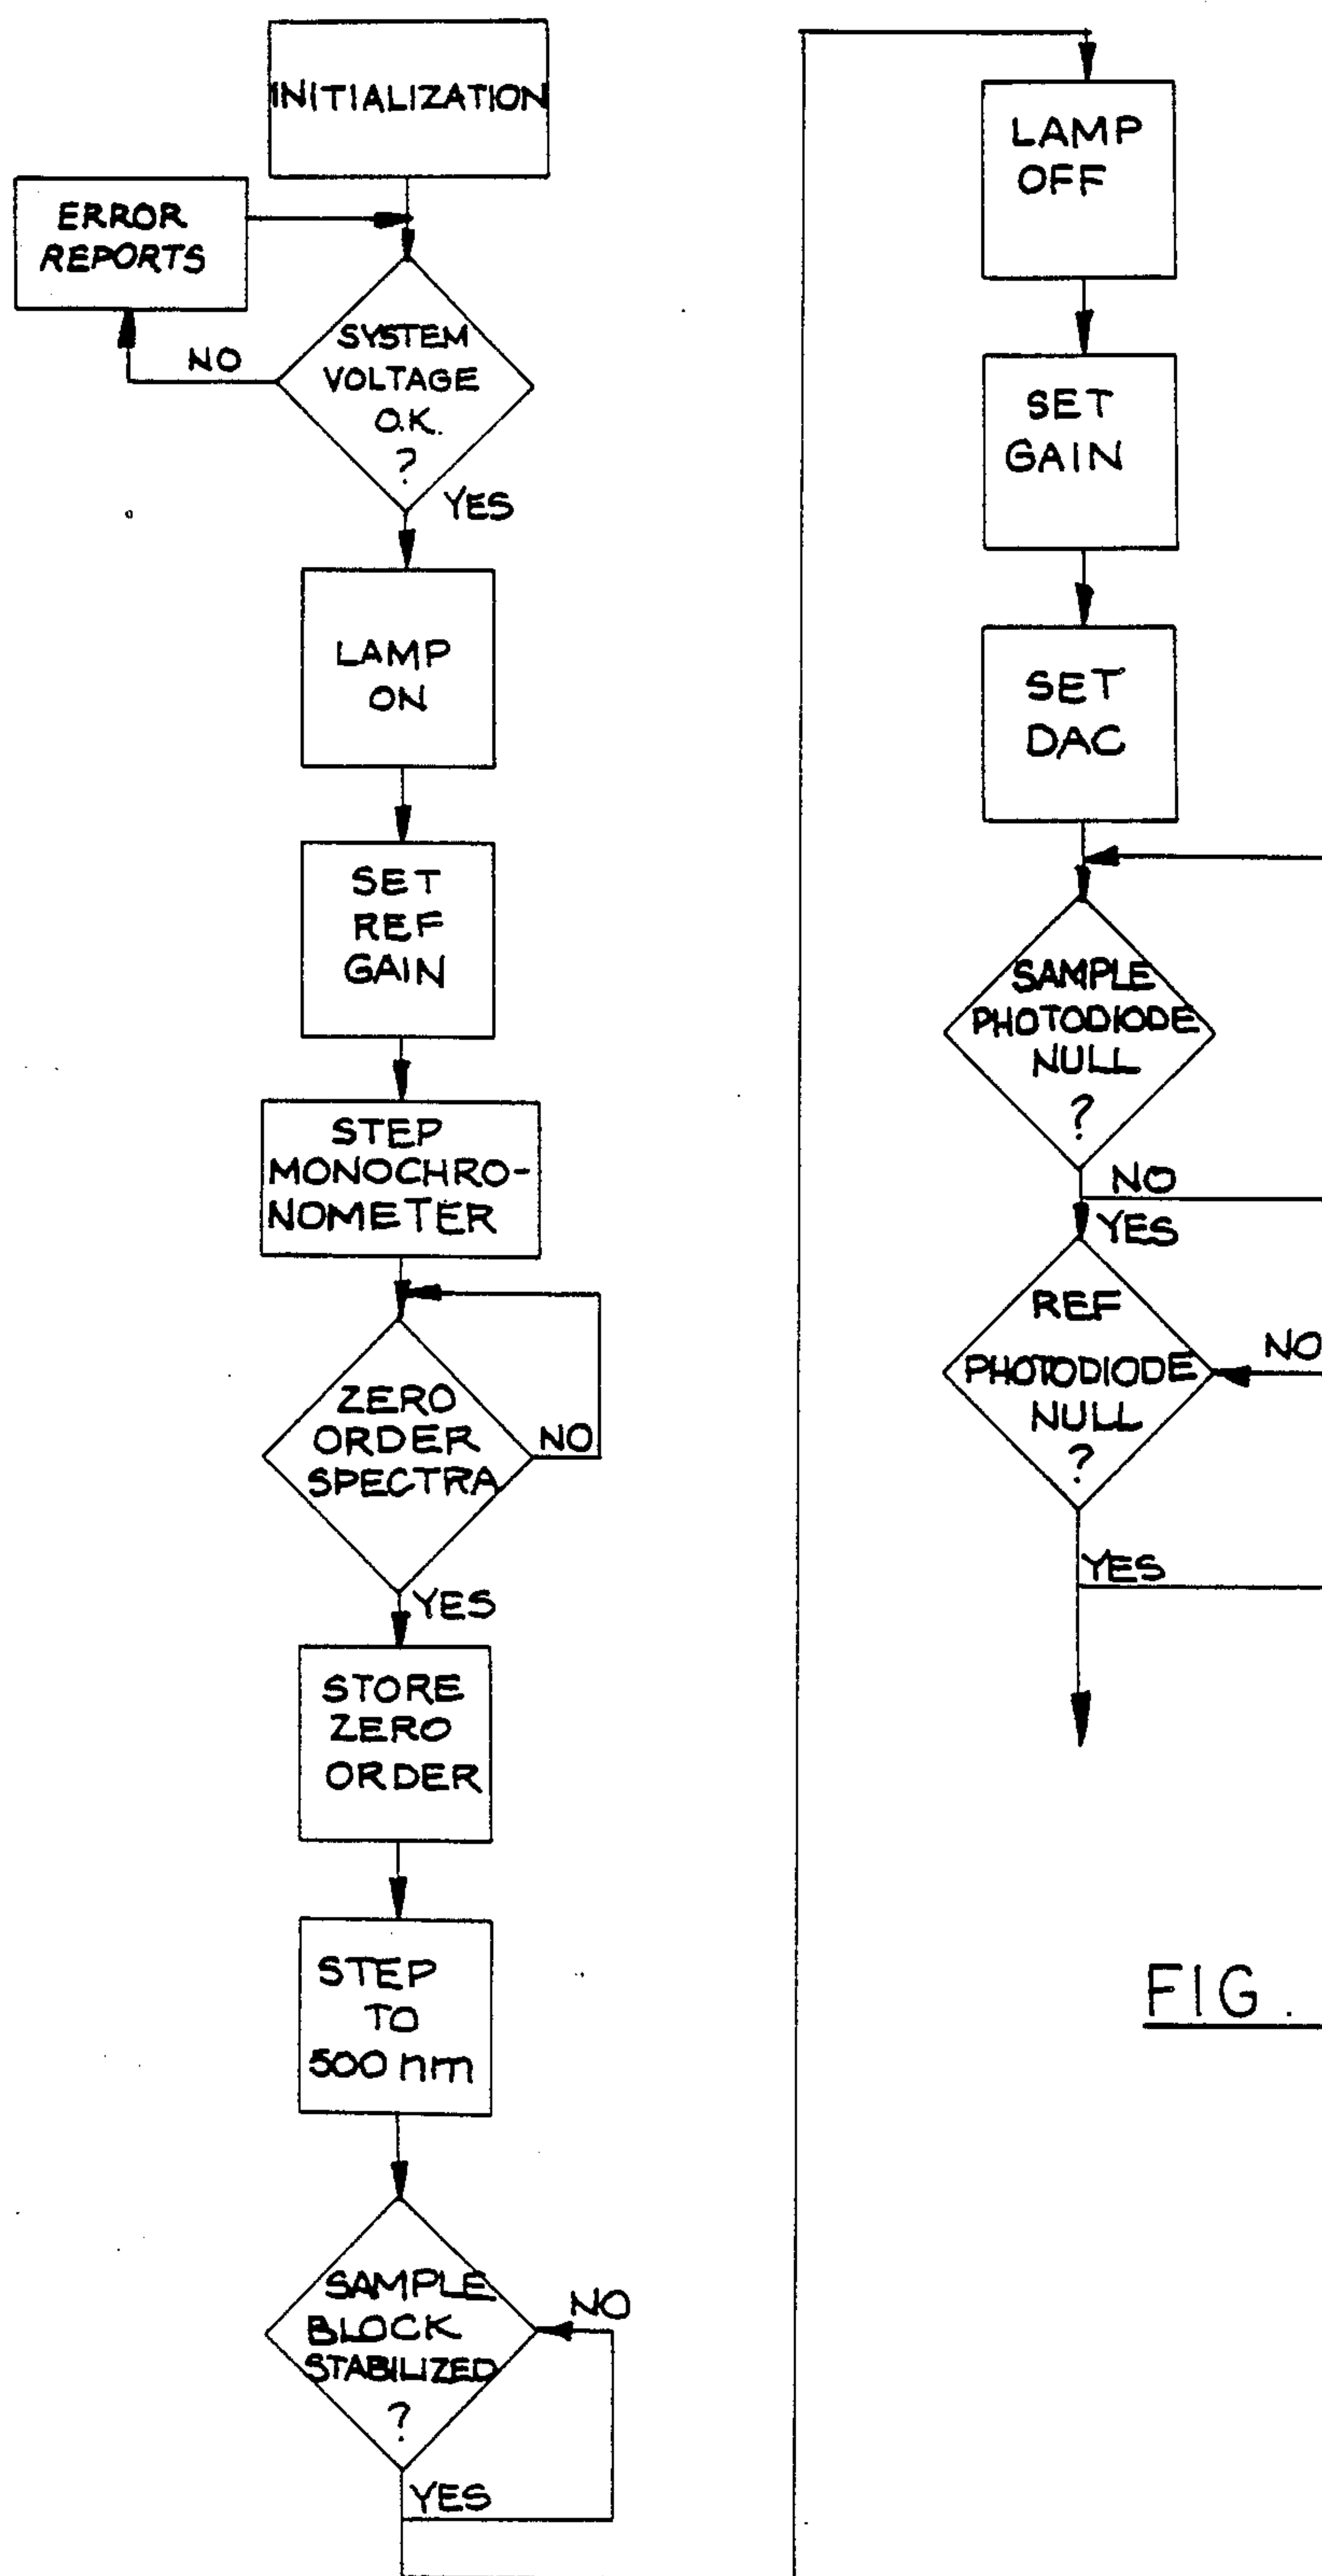 INITIALIZATION
ERROR
REPORTS
SYSTEM
VOLTAGE
O.K.
?
NO
YES
LAMP
ON
SET
REF
GAIN
STEP
MONOCHRO-
NOMETER
ZERO
ORDER
SPECTRA
NO
YES
STORE
ZERO
ORDER
STEP
TO
500 nm
SAMPLE
BLOCK
STABILIZED
?
NO
YES
LAMP
OFF
SET
GAIN
SET
DAC
SAMPLE
PHOTODIODE
NULL
?
NO
YES
REF
PHOTODIODE
NULL
?
NO
YES
FIG.